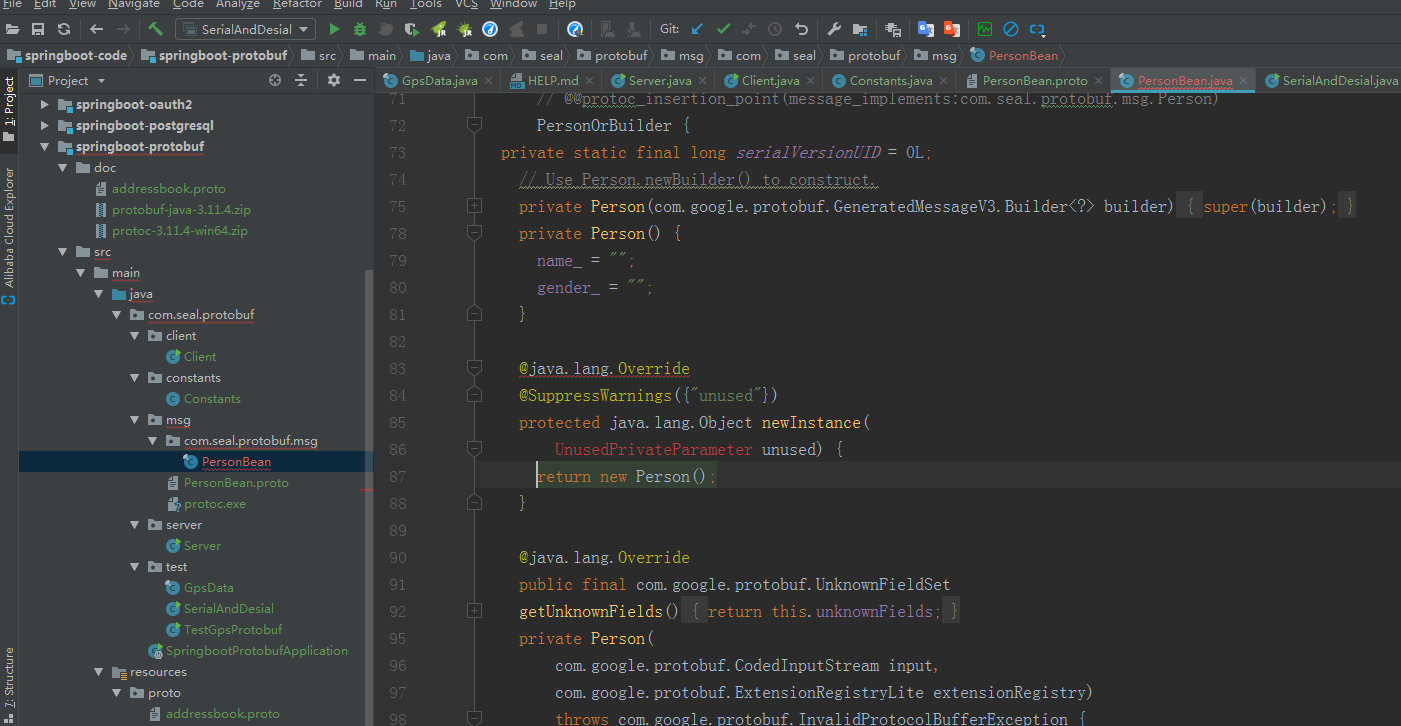 File Edit View Navigate Code Analyze Refactor Build Run Tools VCS Window Help
SerialAndDesial Git:
springboot-code springboot-protobuf src main java com seal protobuf msg com seal protobuf msg PersonBean
Project
GpsData.java HELP.md Server.java Client.java Constants.java PersonBean.proto PersonBean.java SerialAndDesial.java
1: Project
Alibaba Cloud Explorer
7: Structure
springboot-oauth2
springboot-postgresql
springboot-protobuf
doc
addressbook.proto
protobuf-java-3.11.4.zip
protoc-3.11.4-win64.zip
src
main
java
com.seal.protobuf
client
Client
constants
Constants
msg
com.seal.protobuf.msg
PersonBean
PersonBean.proto
protoc.exe
server
Server
test
GpsData
SerialAndDesial
TestGpsProtobuf
SpringbootProtobufApplication
resources
proto
addressbook.proto
71 // @@protoc_insertion_point(message_implements:com.seal.protobuf.msg.Person)
72 PersonOrBuilder {
73 private static final long serialVersionUID = 0L;
74 // Use Person.newBuilder() to construct.
75 private Person(com.google.protobuf.GeneratedMessageV3.Builder<?> builder) { super(builder); }
78 private Person() {
79 name_ = "";
80 gender_ = "";
81 }
82
83 @java.lang.Override
84 @SuppressWarnings({"unused"})
85 protected java.lang.Object newInstance(
86 UnusedPrivateParameter unused) {
87 return new Person();
88 }
89
90 @java.lang.Override
91 public final com.google.protobuf.UnknownFieldSet
92 getUnknownFields() { return this.unknownFields; }
95 private Person(
96 com.google.protobuf.CodedInputStream input,
97 com.google.protobuf.ExtensionRegistryLite extensionRegistry)
98 throws com.google.protobuf.InvalidProtocolBufferException {